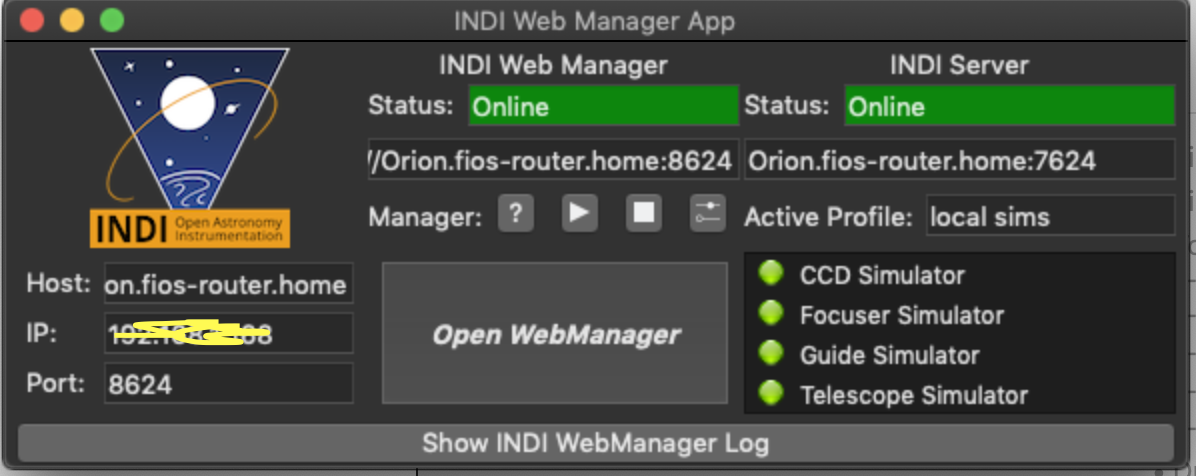 INDI Web Manager App
INDI Web Manager
INDI Server
Status: Online
Status: Online
//Orion.fios-router.home:8624
Orion.fios-router.home:7624
Manager: ?
Active Profile: local sims
INDI Open Astronomy
Instrumentation
Host: on.fios-router.home
IP:
Port: 8624
Open WebManager
CCD Simulator
Focuser Simulator
Guide Simulator
Telescope Simulator
Show INDI WebManager Log